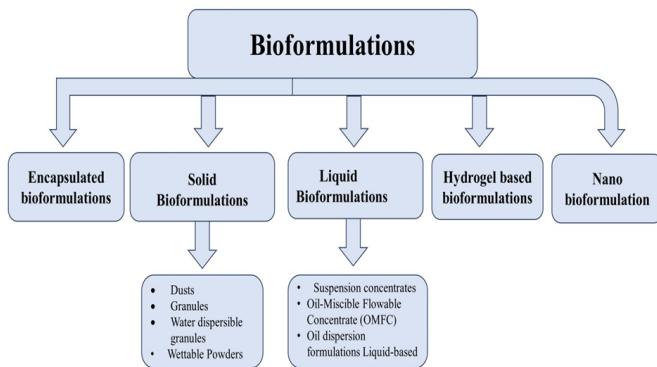 Bioformulations
Encapsulated
bioformulations
Solid
Bioformulations
Liquid
Bioformulations
Hydrogel based
bioformulations
Nano
bioformulation
● Dusts
● Granules
● Water dispersible
granules
• Wettable Powders
• Suspension concentrates
• Oil-Miscible Flowable
Concentrate (OMFC)
• Oil dispersion
formulations Liquid-based